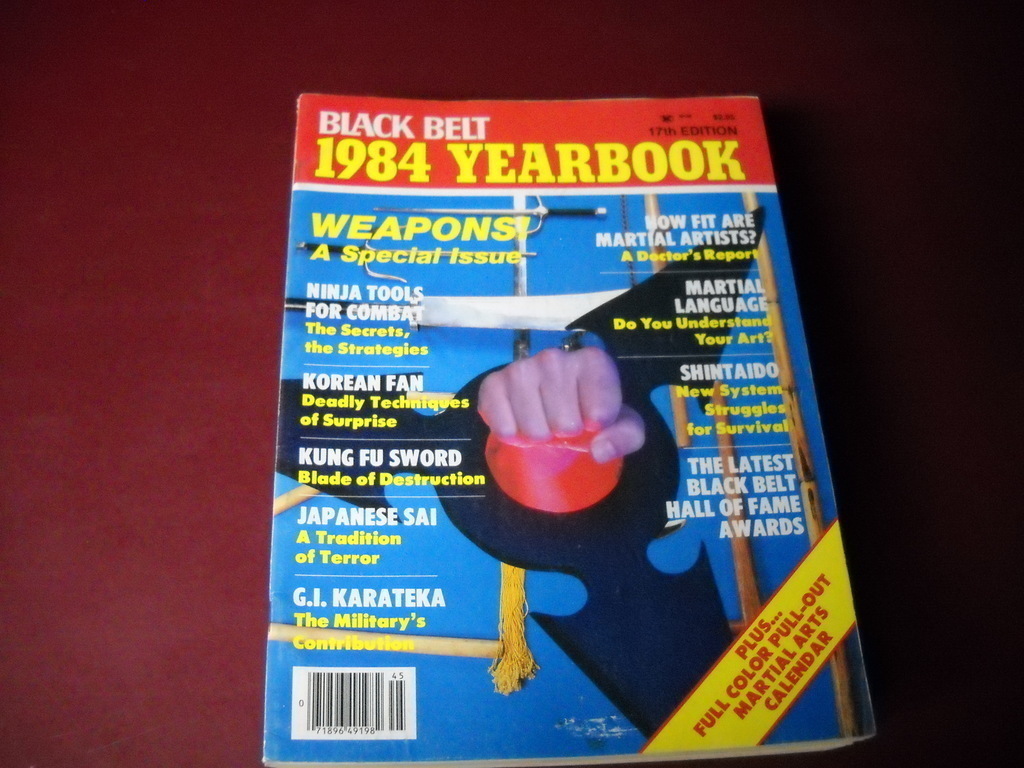 BLACK BELT
17th EDITION
1984 YEARBOOK
WEAPONS!
A Special Issue
NINJA TOOLS
FOR COMBAT
The Secrets,
the Strategies
KOREAN FAN
Deadly Techniques
of Surprise
KUNG FU SWORD
Blade of Destruction
JAPANESE SAI
A Tradition
of Terror
G.I. KARATEKA
The Military's
Contribution
HOW FIT ARE
MARTIAL ARTISTS?
A Doctor's Report
MARTIAL
LANGUAGE
Do You Understand
Your Art?
SHINTAIDO
New System
Struggles
for Survival
THE LATEST
BLACK BELT
HALL OF FAME
AWARDS
PLUS...
FULL COLOR PULL-OUT
MARTIAL ARTS
CALENDAR
45
0 71896 49198